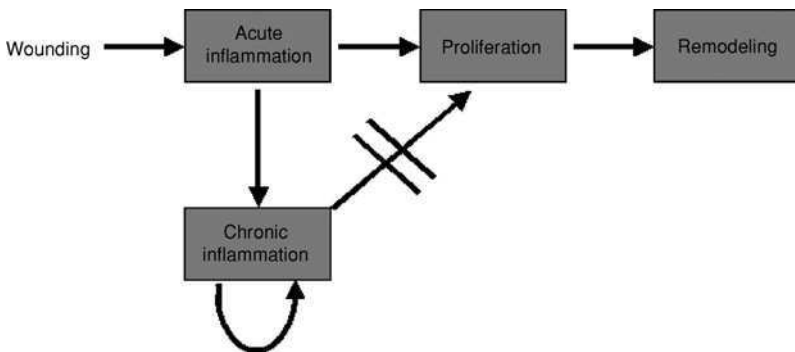 Wounding
Acute
inflammation
Proliferation
Remodeling
Chronic
inflammation